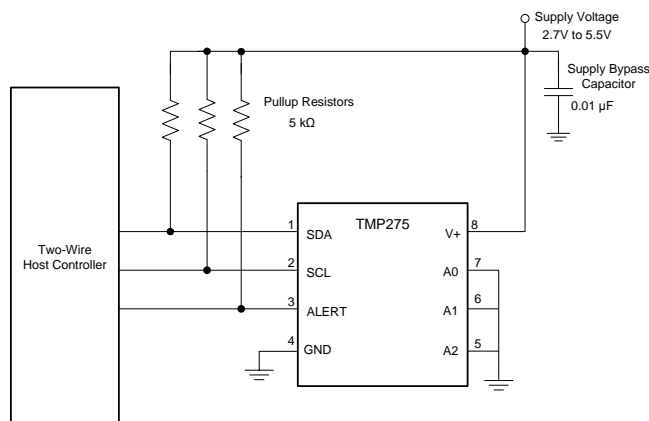 Supply Voltage
2.7V to 5.5V
Supply Bypass
Capacitor
0.01 µF
Pullup Resistors
5 kΩ
Two-Wire
Host Controller
TMP275
1
SDA
V+
8
2
SCL
A0
7
3
ALERT
A1
6
4
GND
A2
5